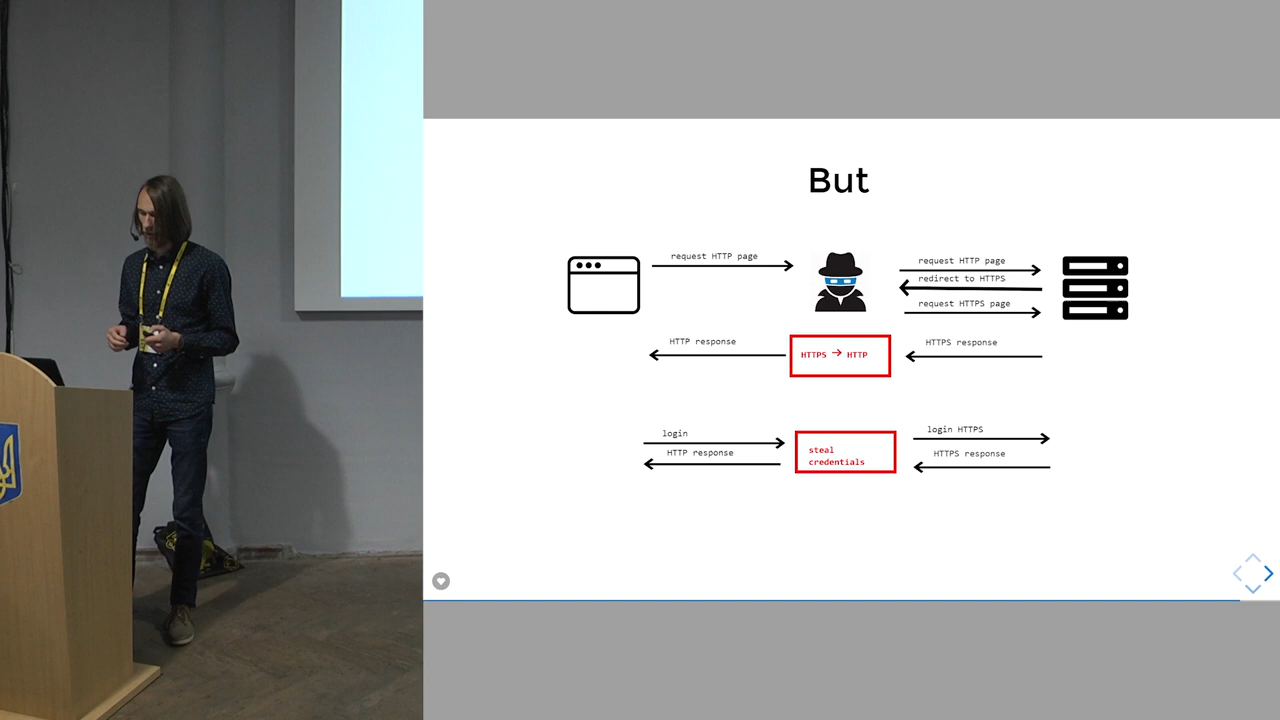 But
request HTTP page
request HTTP page
redirect to HTTPS
request HTTPS page
HTTP response
HTTPS → HTTP
HTTPS response
login
HTTP response
steal
credentials
login HTTPS
HTTPS response